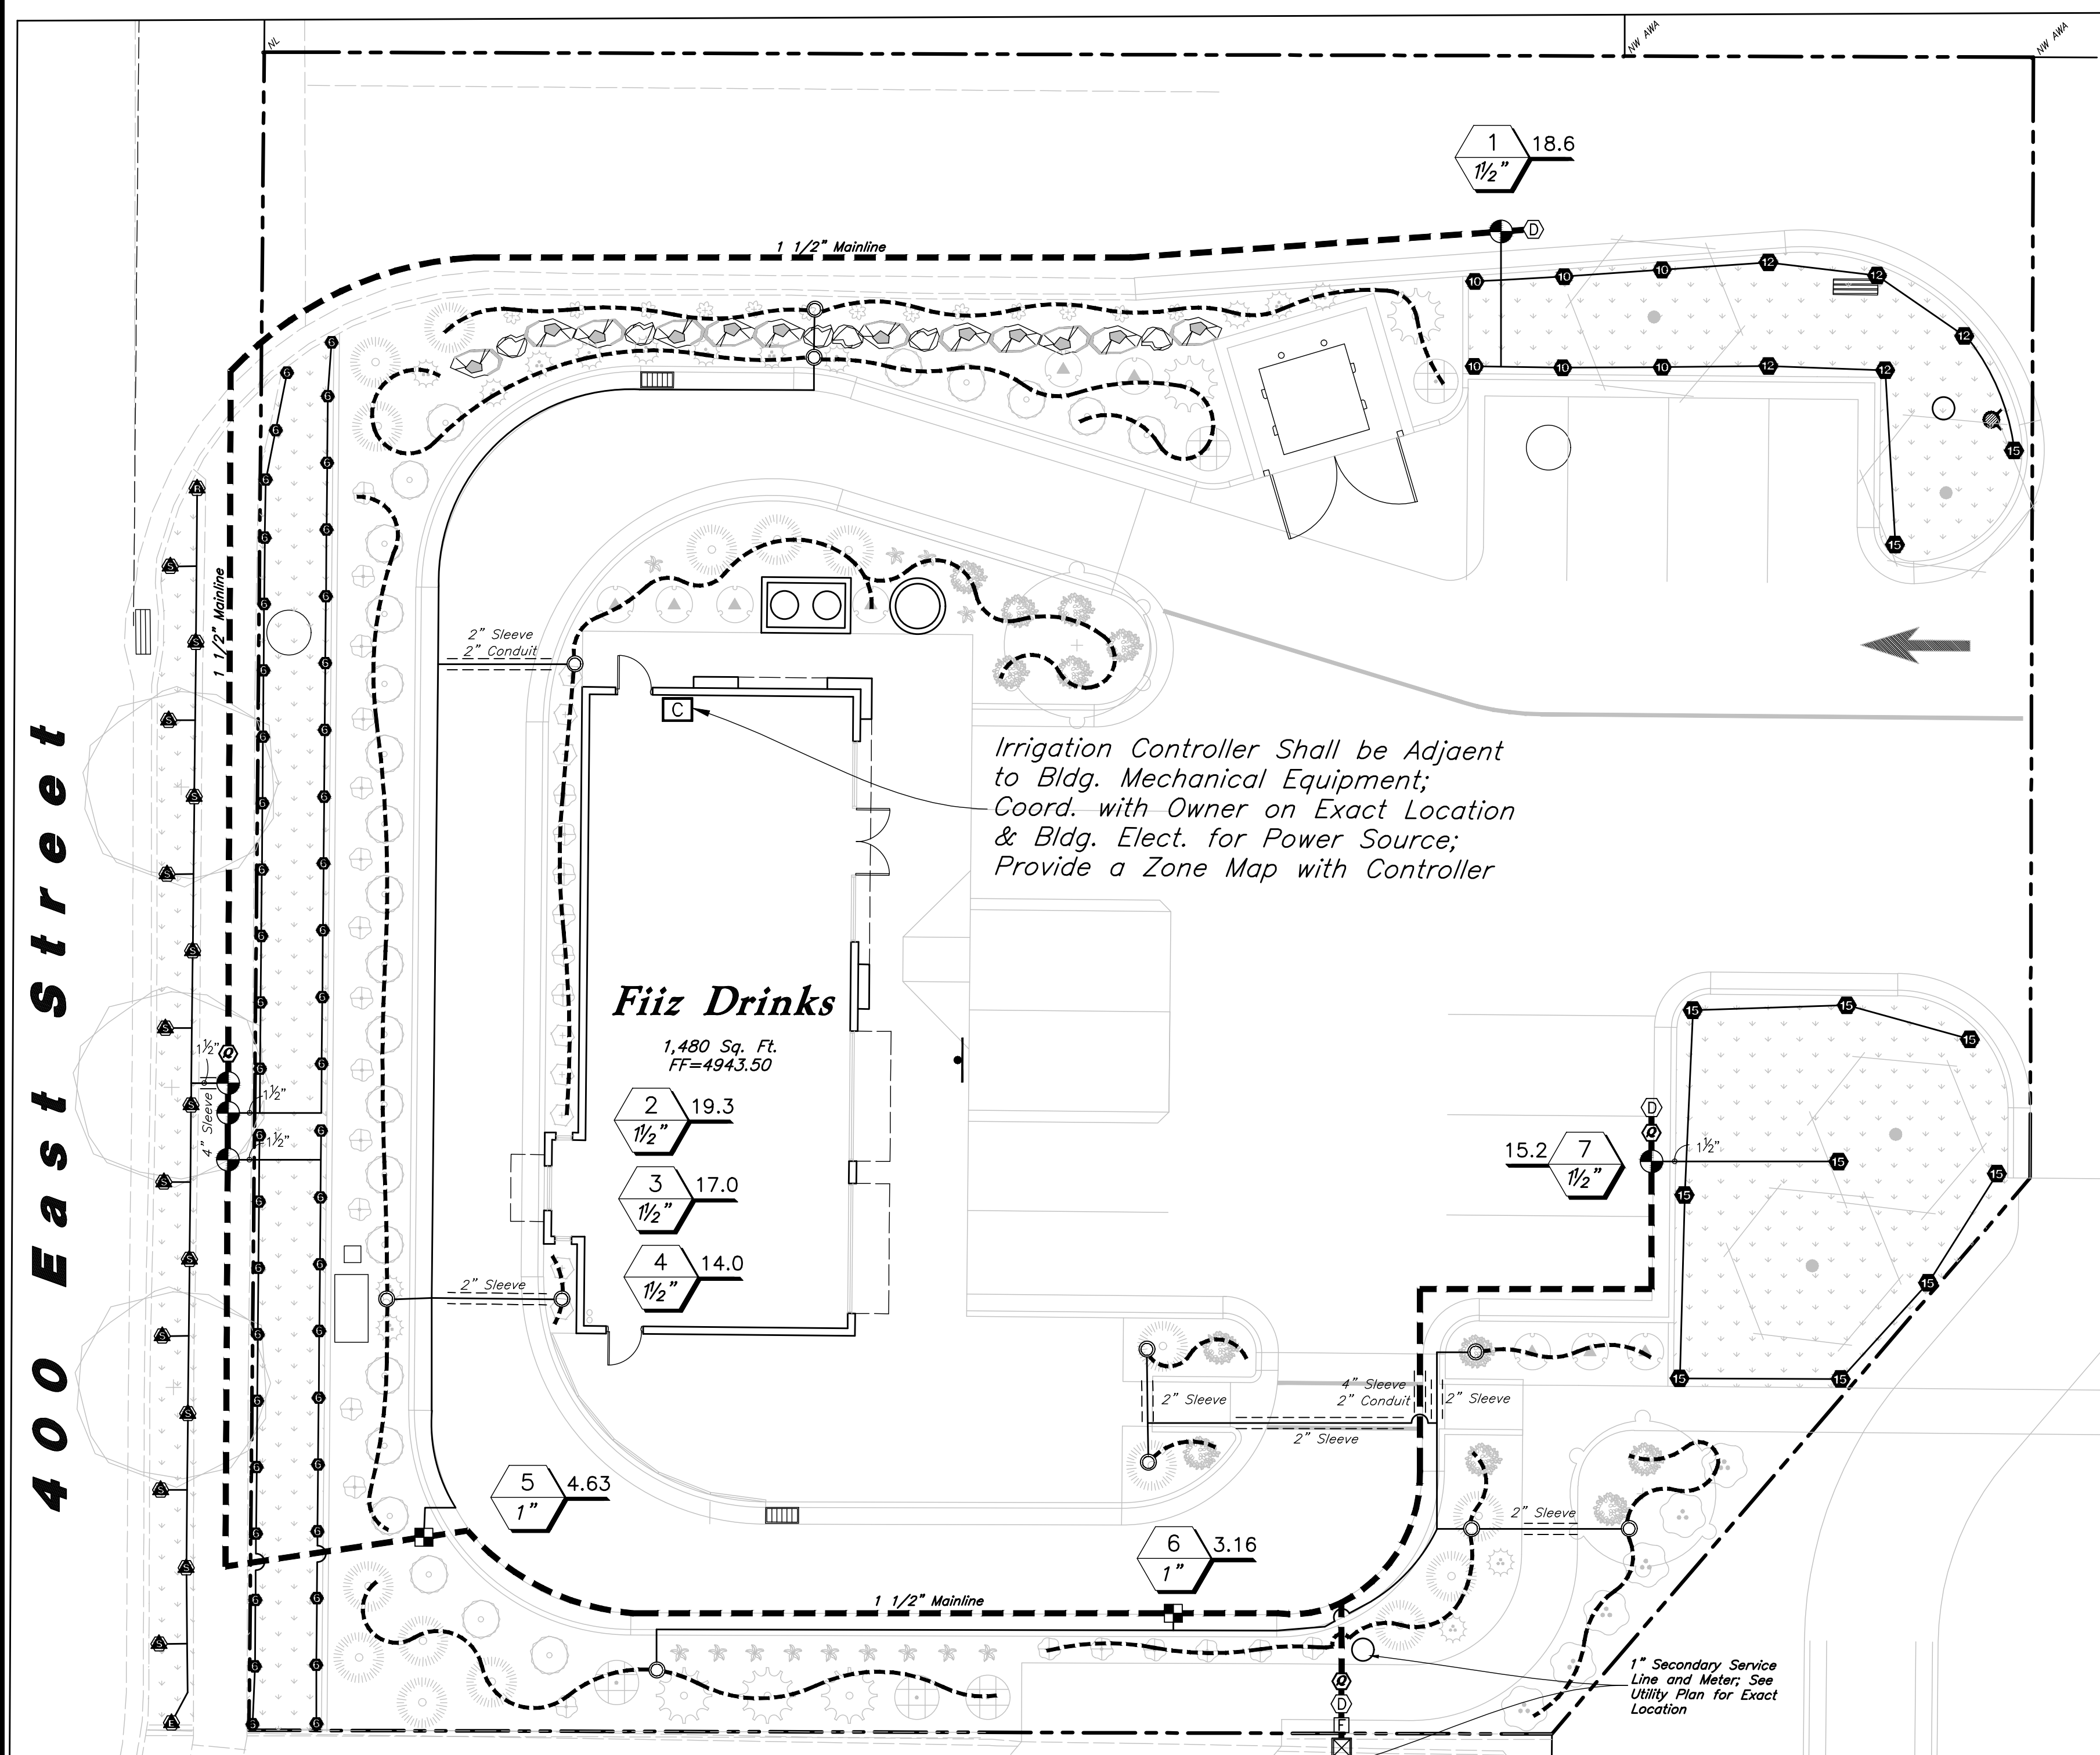 NL
NW AWA
NW AWA
1
1½"
18.6
D
1 1/2" Mainline
10
10
10
12
12
12
15
10
10
10
12
12
15
1 1/2" Mainline
2" Sleeve
2" Conduit
C
Irrigation Controller Shall be Adjaent
to Bldg. Mechanical Equipment;
Coord. with Owner on Exact Location
& Bldg. Elect. for Power Source;
Provide a Zone Map with Controller
400 East Street
Fiiz Drinks
1,480 Sq. Ft.
FF=4943.50
2
1½"
19.3
3
1½"
17.0
4
1½"
14.0
1½"
Q
1½"
4" Sleeve
1½"
2" Sleeve
15
15
15
D
Q
15.2
7
1½"
1½"
15
15
15
15
15
15
4" Sleeve
2" Conduit
2" Sleeve
2" Sleeve
2" Sleeve
5
1"
4.63
2" Sleeve
6
1"
3.16
1 1/2" Mainline
Q
D
F
1" Secondary Service
Line and Meter; See
Utility Plan for Exact
Location